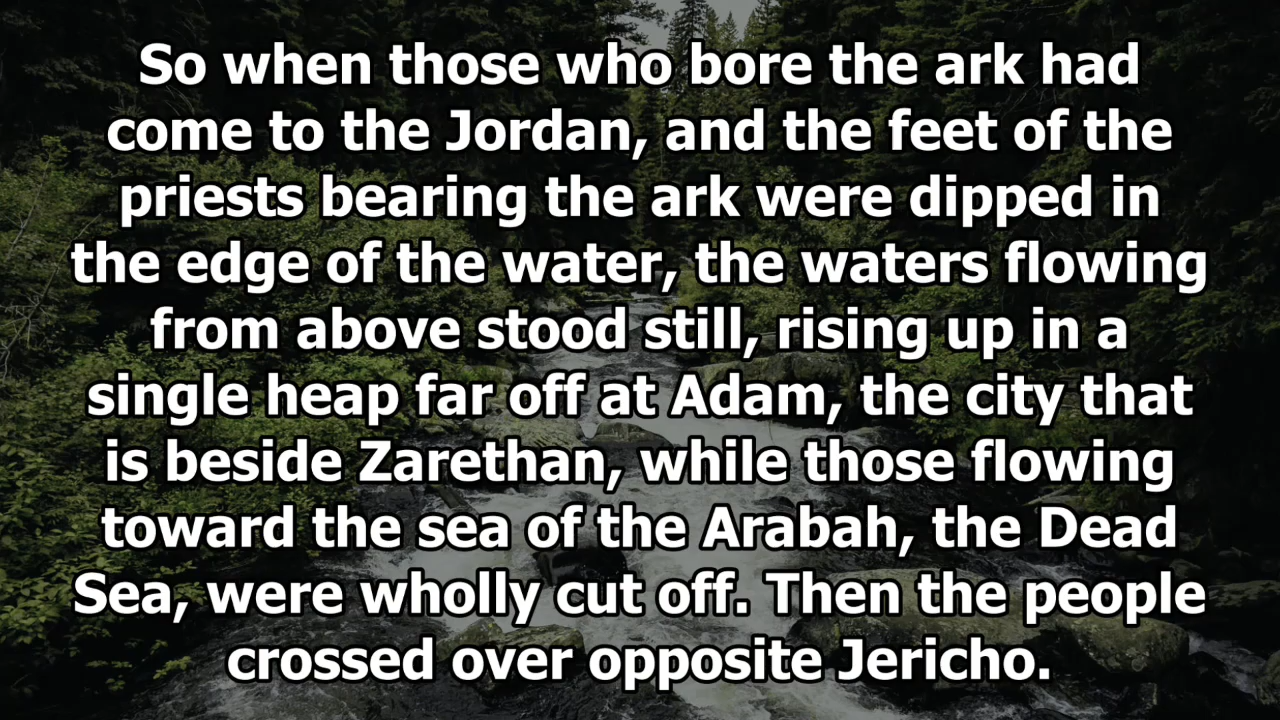 So when those who bore the ark had
come to the Jordan, and the feet of the
priests bearing the ark were dipped in
the edge of the water, the waters flowing
from above stood still, rising up in a
single heap far off at Adam, the city that
is beside Zarethan, while those flowing
toward the sea of the Arabah, the Dead
Sea, were wholly cut off. Then the people
crossed over opposite Jericho.